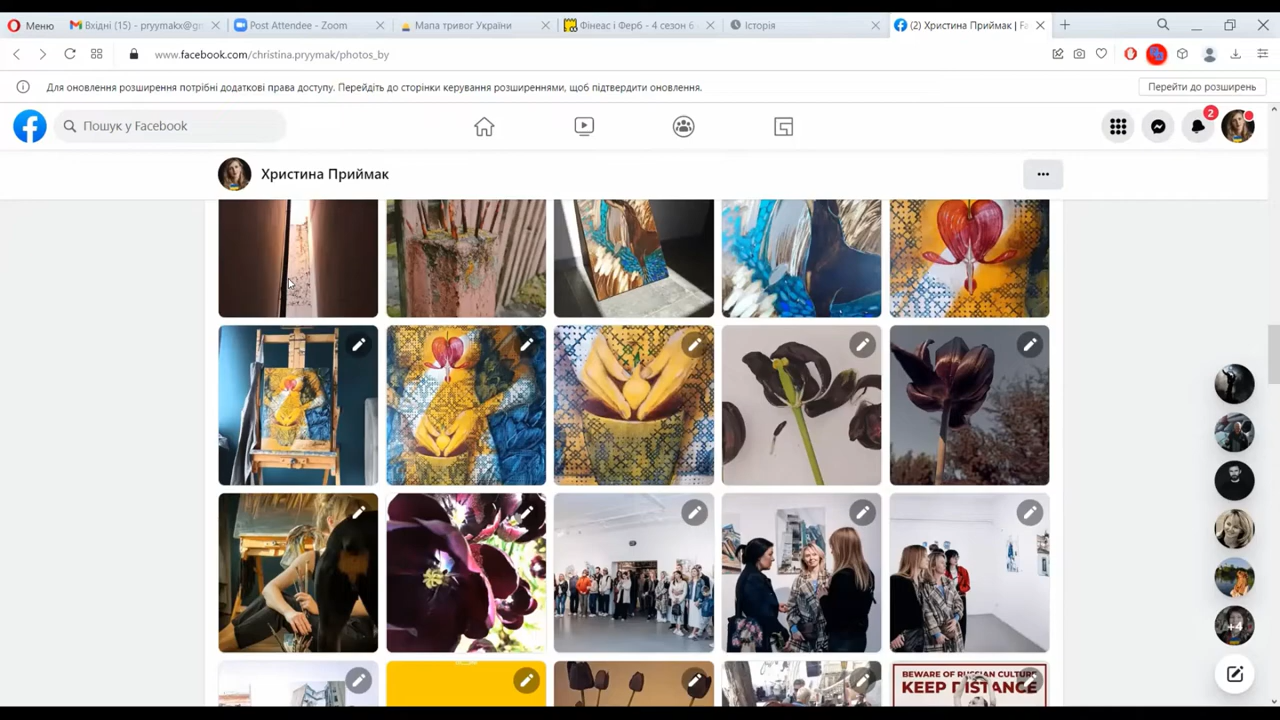 Меню
Вхідні (15) - pryymakx@gr
Post Attendee - Zoom
Мапа тривог України
Фінеас і Ферб - 4 сезон 6
Історія
(2) Христина Приймак | Fa
www.facebook.com/christina.pryymak/photos_by
Для оновлення розширення потрібні додаткові права доступу. Перейдіть до сторінки керування розширеннями, щоб підтвердити оновлення.
Перейти до розширень
Пошук у Facebook
2
Христина Приймак
+4
BEWARE OF RUSSIAN CULTURE
KEEP DISTANCE